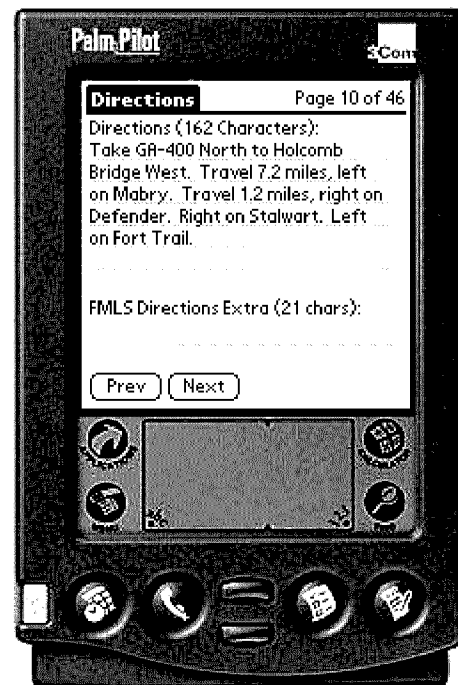 Palm Pilot
3Com
Directions Page 10 of 46
Directions (162 Characters):
Take GA-400 North to Holcomb
Bridge West. Travel 7.2 miles, left
on Mabry. Travel 1.2 miles, right on
Defender. Right on Stalwart. Left
on Fort Trail.
FMLS Directions Extra (21 chars):
Prev Next